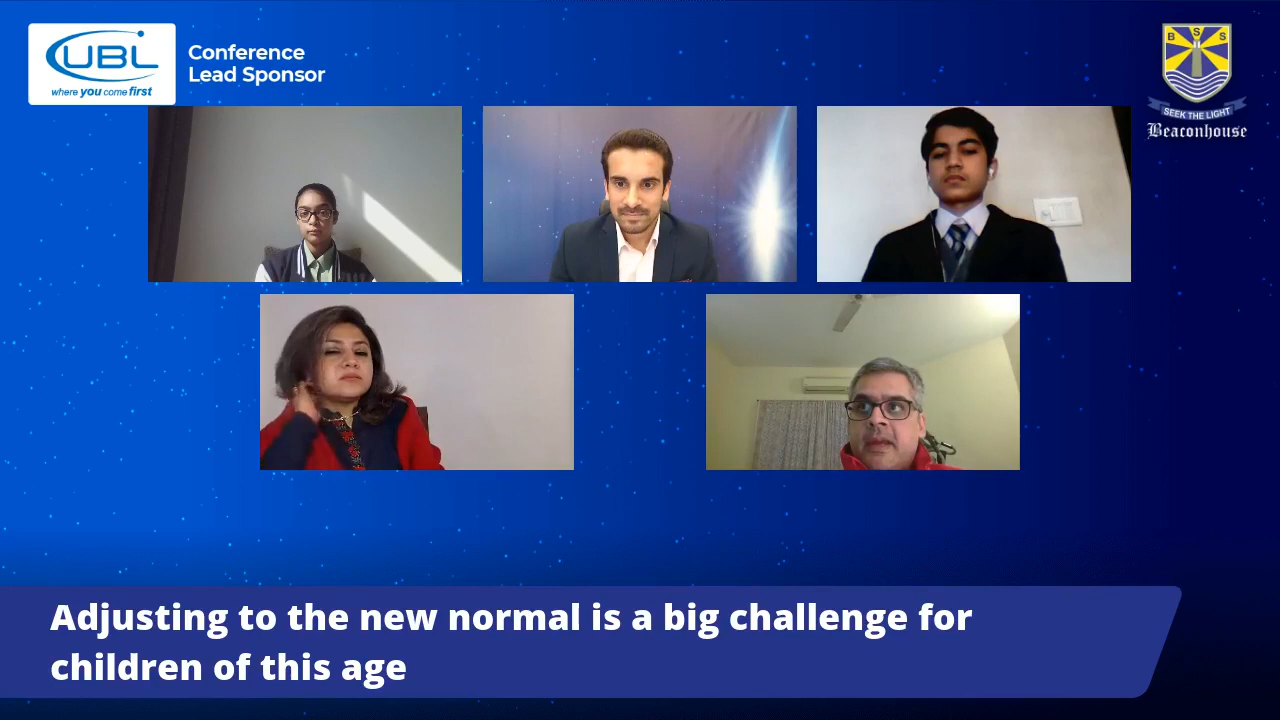 UBL
where you come first
Conference
Lead Sponsor
B S S
SEEK THE LIGHT
Beaconhouse
Adjusting to the new normal is a big challenge for
children of this age